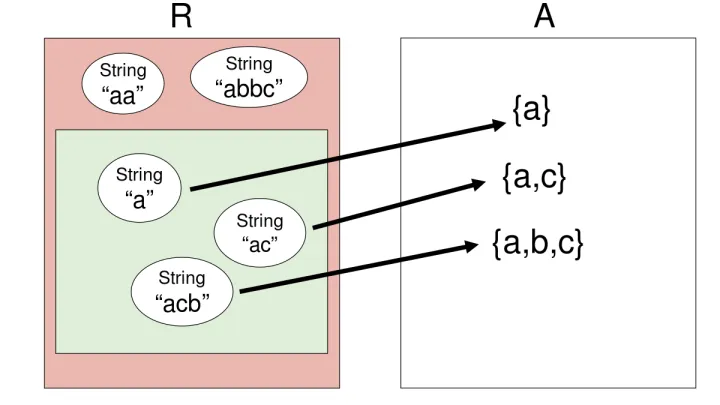 R
A
String
“aa”
String
“abbc”
{a}
String
“a”
{a,c}
String
“ac”
{a,b,c}
String
“acb”